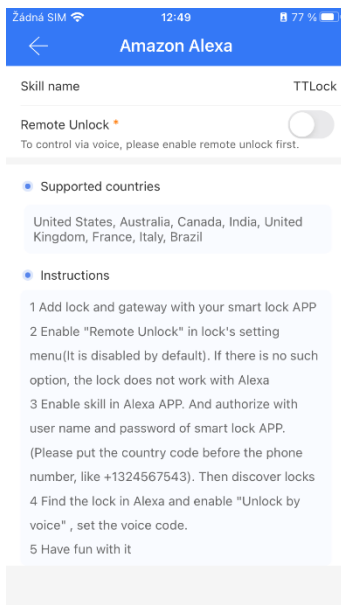 Žádná SIM 12:49 77 %
Amazon Alexa
Skill name TTLock
Remote Unlock *
To control via voice, please enable remote unlock first.
Supported countries
United States, Australia, Canada, India, United
Kingdom, France, Italy, Brazil
Instructions
1 Add lock and gateway with your smart lock APP
2 Enable "Remote Unlock" in lock's setting
menu(It is disabled by default). If there is no such
option, the lock does not work with Alexa
3 Enable skill in Alexa APP. And authorize with
user name and password of smart lock APP.
(Please put the country code before the phone
number, like +1324567543). Then discover locks
4 Find the lock in Alexa and enable "Unlock by
voice" , set the voice code.
5 Have fun with it